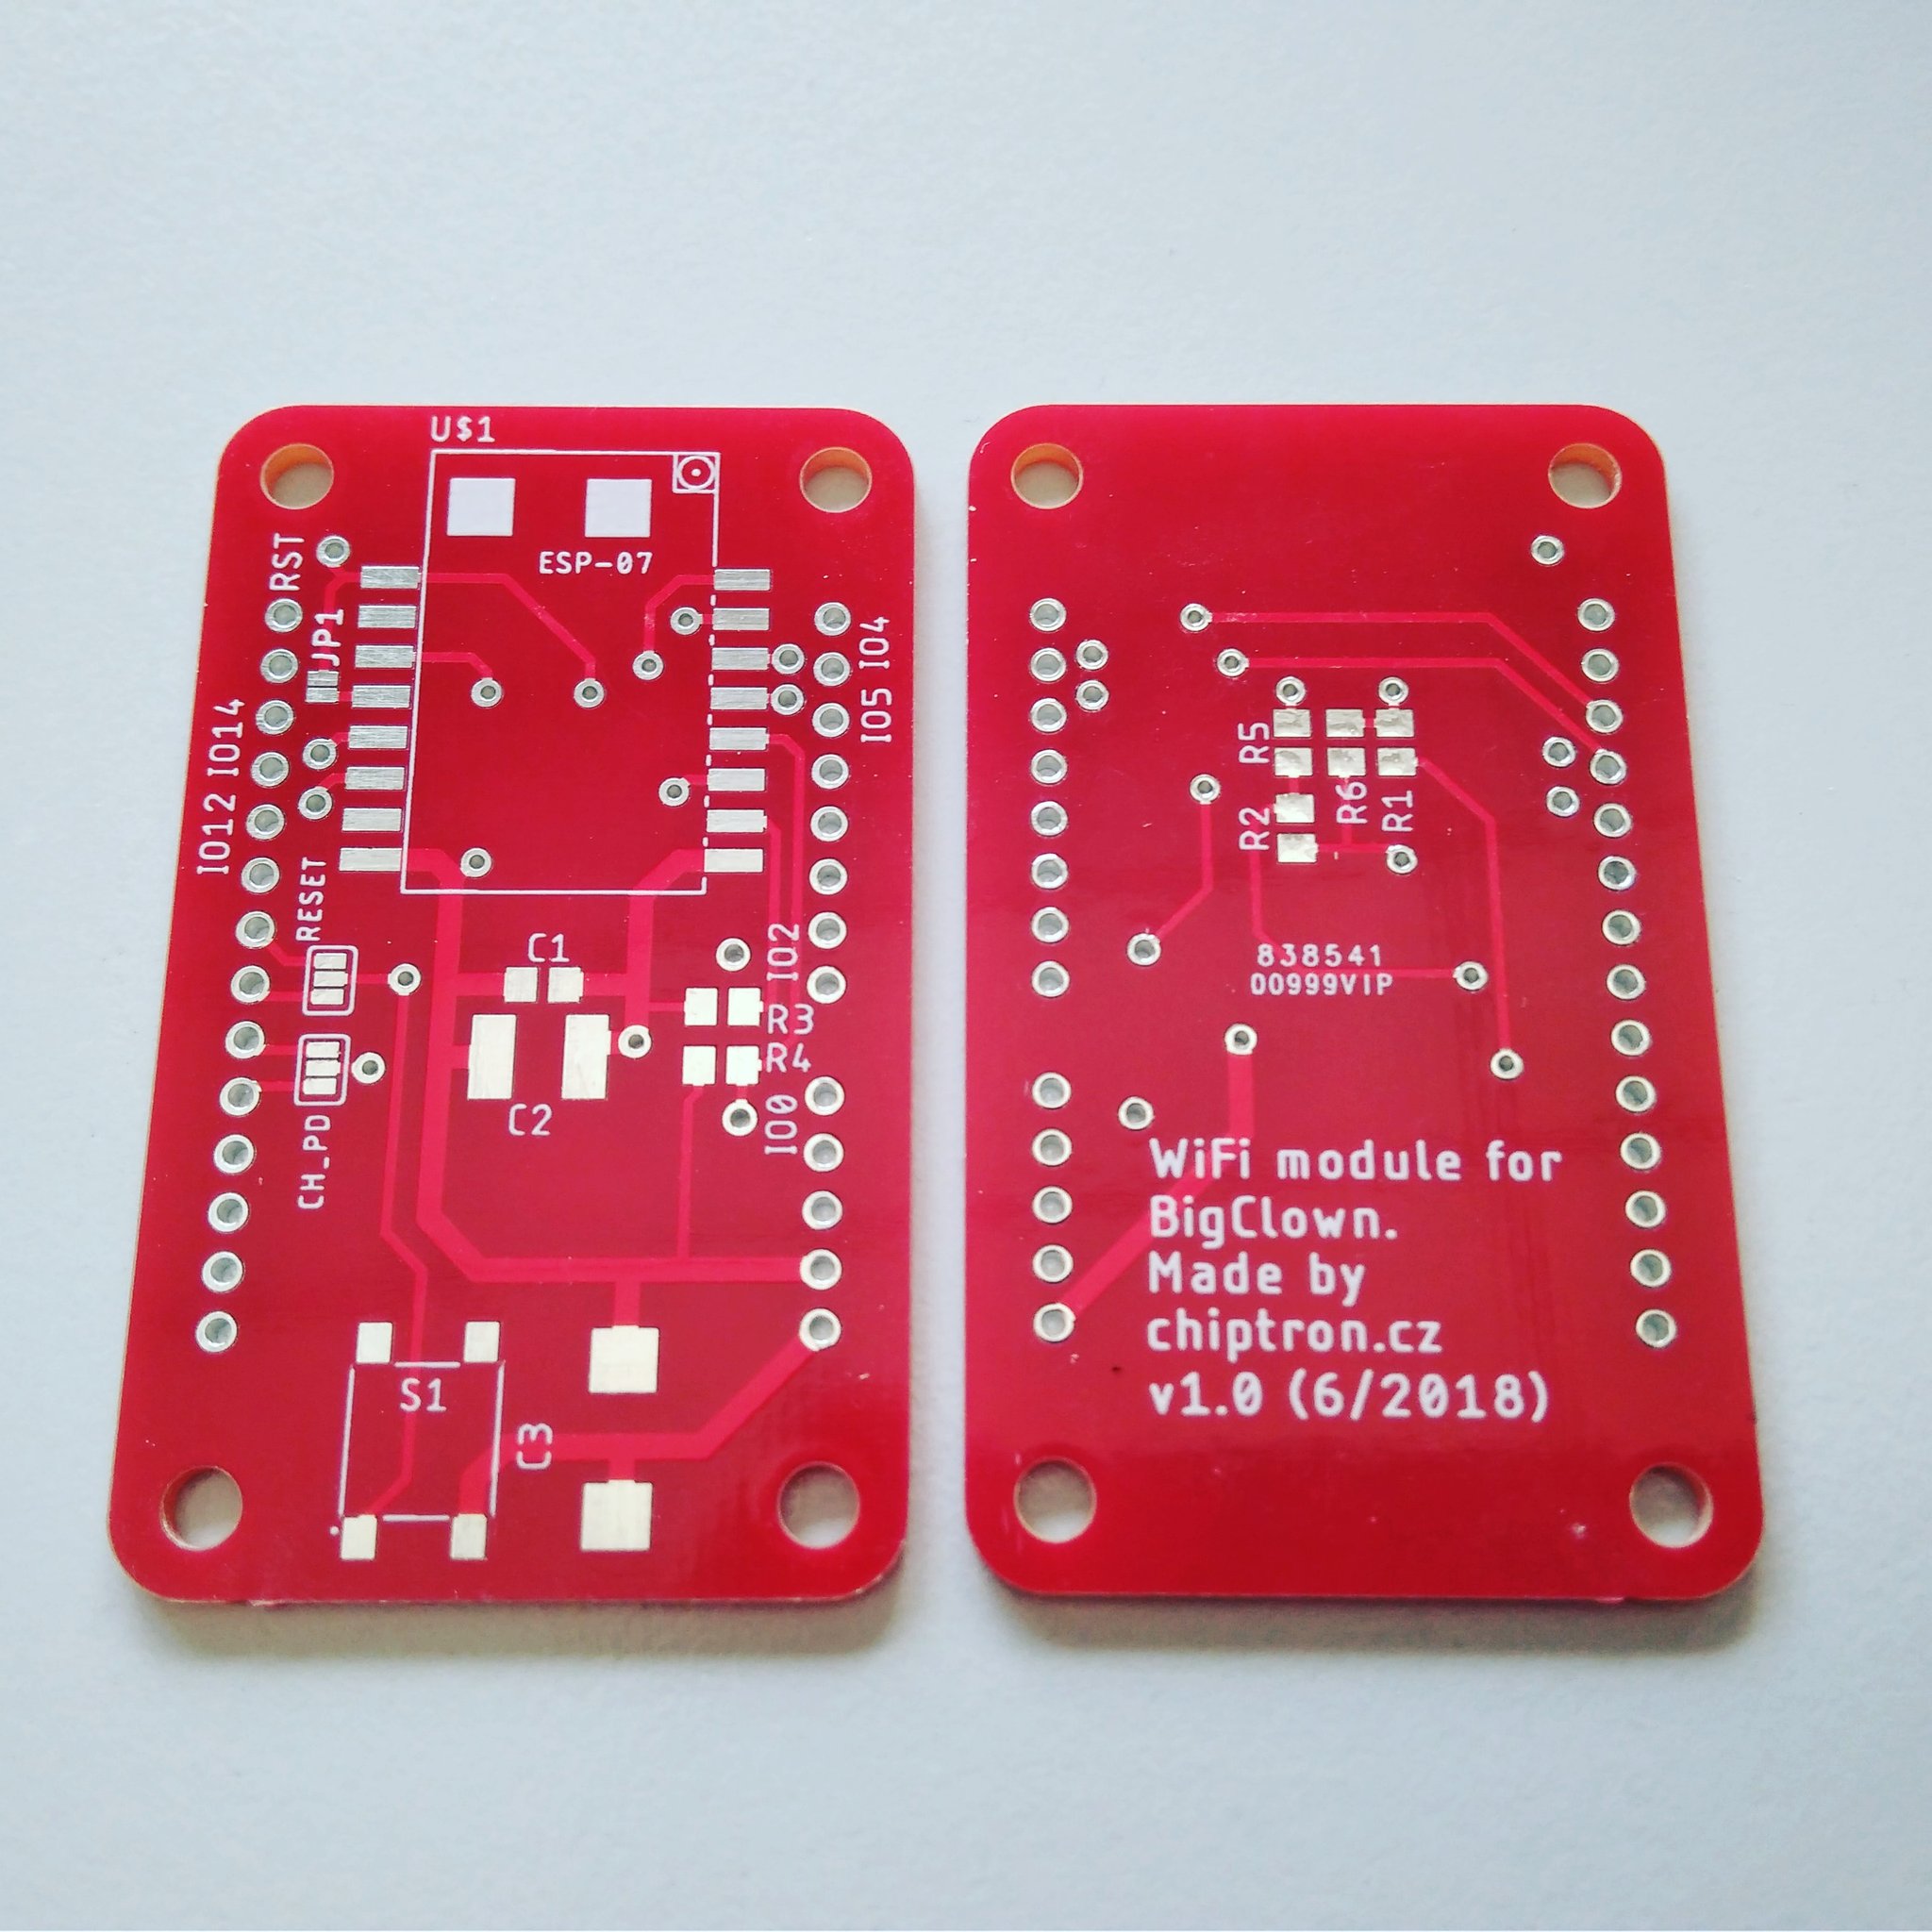 U$1
ESP-07
RST
JP1
IO14
IO12
IO4
IO5
RESET
C1
IO2
R3
R4
C2
IO0
CH_PD
S1
C3
R5
R6
R1
R2
838541
00999VIP
WiFi module for
BigClown.
Made by
chiptron.cz
v1.0 (6/2018)